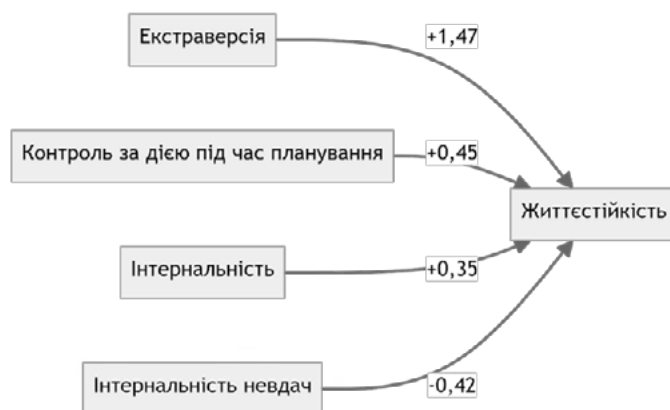 Екстраверсія
+1,47
Контроль за дією під час планування
+0,45
Життєстійкість
Інтернальність
+0,35
Інтернальність невдач
-0,42